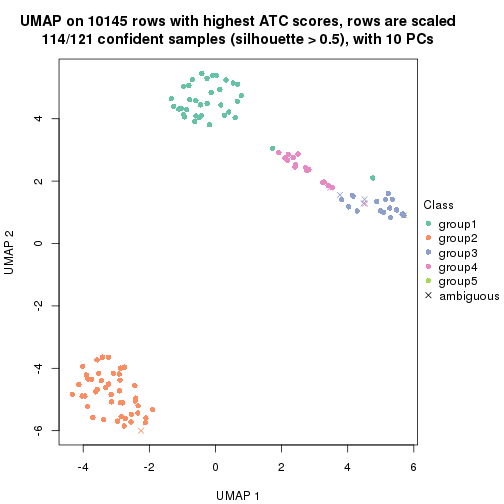 UMAP on 10145 rows with highest ATC scores, rows are scaled
114/121 confident samples (silhouette > 0.5), with 10 PCs
4
2
0
-2
-4
-6
UMAP 2
-4
-2
0
2
4
6
UMAP 1
Class
group1
group2
group3
group4
group5
ambiguous